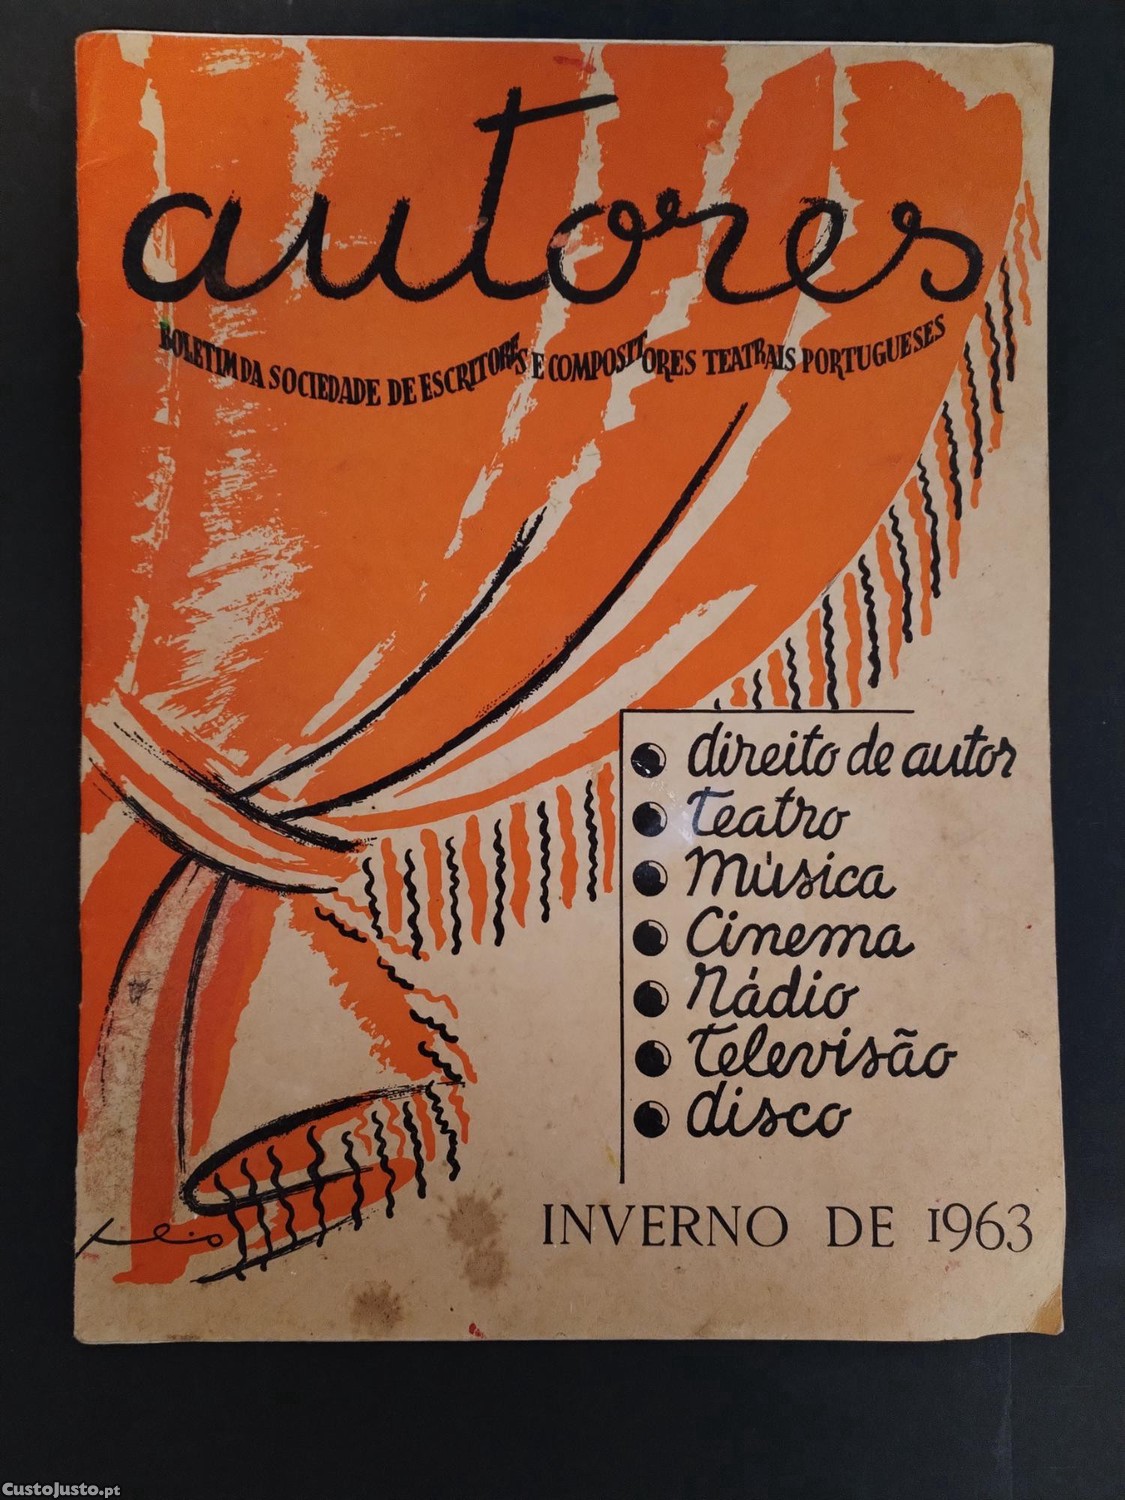 autores
BOLETIM DA SOCIEDADE DE ESCRITORES E COMPOSITORES TEATRAIS PORTUGUESES
direito de autor
Teatro
Música
Cinema
Rádio
Televisão
disco
INVERNO DE 1963
CustoJusto.pt